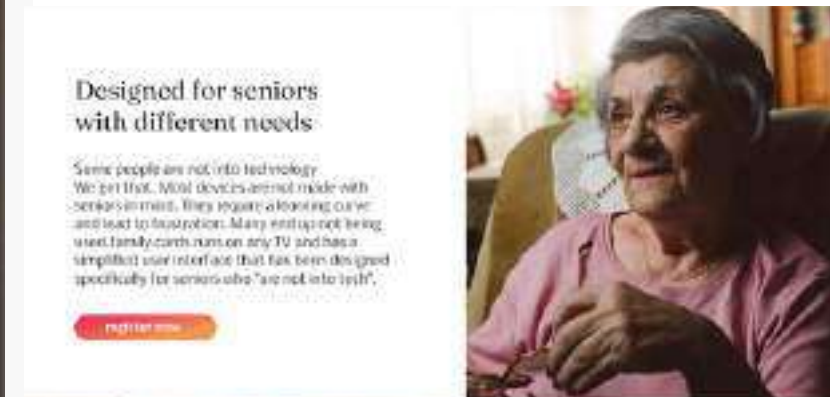 Designed for seniors
with different needs
Some people are not into technology
We get that. Most devices are not made with
seniors in mind. They require a learning curve
and lead to frustration. Many end up not being
used.family.cards runs on any TV and has a
simplified user interface that has been designed
specifically for seniors who "are not into tech".
register now